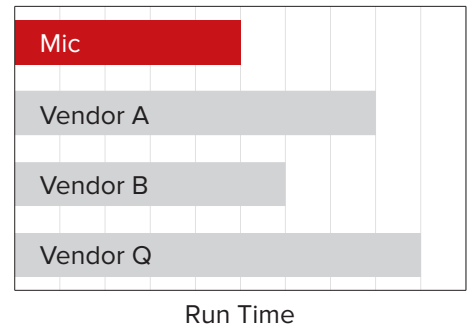 Mic
Vendor A
Vendor B
Vendor Q
Run Time